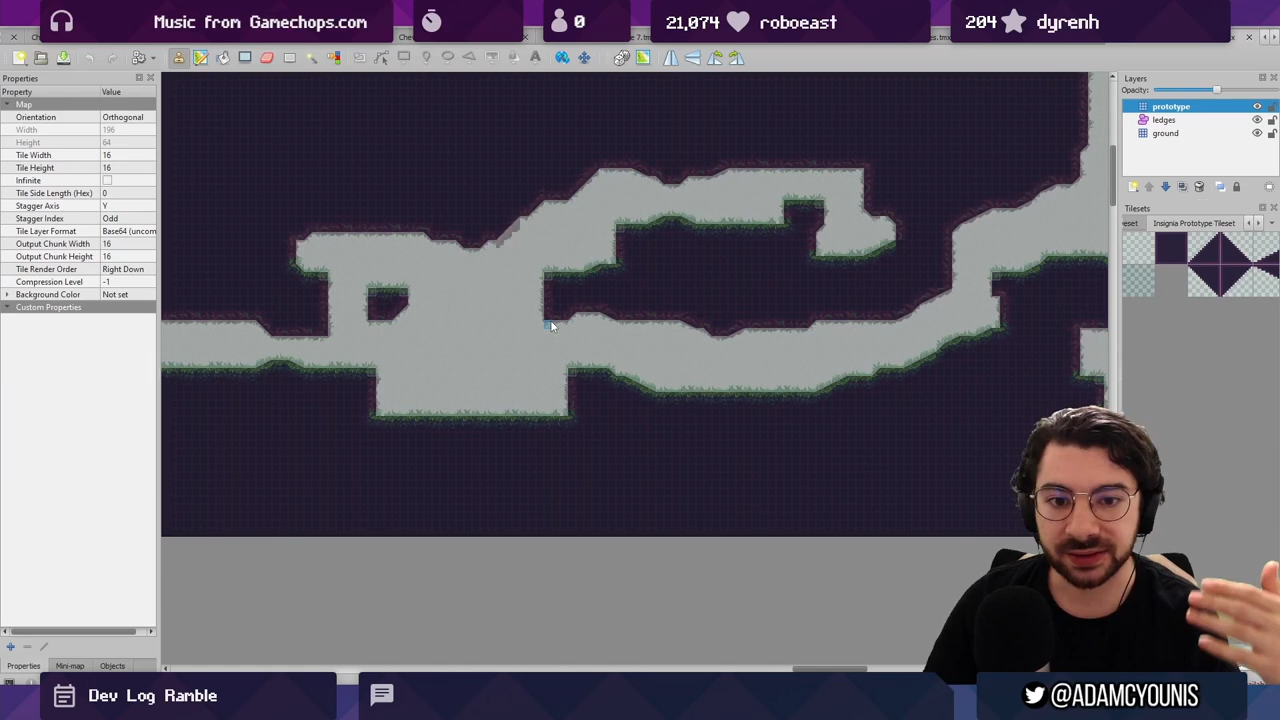 Music from Gamechops.com
0
21,074 roboeast
204 dyrenh
Properties
Property Value
Map
Orientation Orthogonal
Width 196
Height 64
Tile Width 16
Tile Height 16
Infinite
Tile Side Length (Hex) 0
Stagger Axis Y
Stagger Index Odd
Tile Layer Format Base64 (uncom
Output Chunk Width 16
Output Chunk Height 16
Tile Render Order Right Down
Compression Level -1
Background Color Not set
Custom Properties
Properties Mini-map Objects
Layers
Opacity:
prototype
ledges
ground
Tilesets
Insignia Prototype Tileset
Dev Log Ramble
@ADAMCYOUNIS